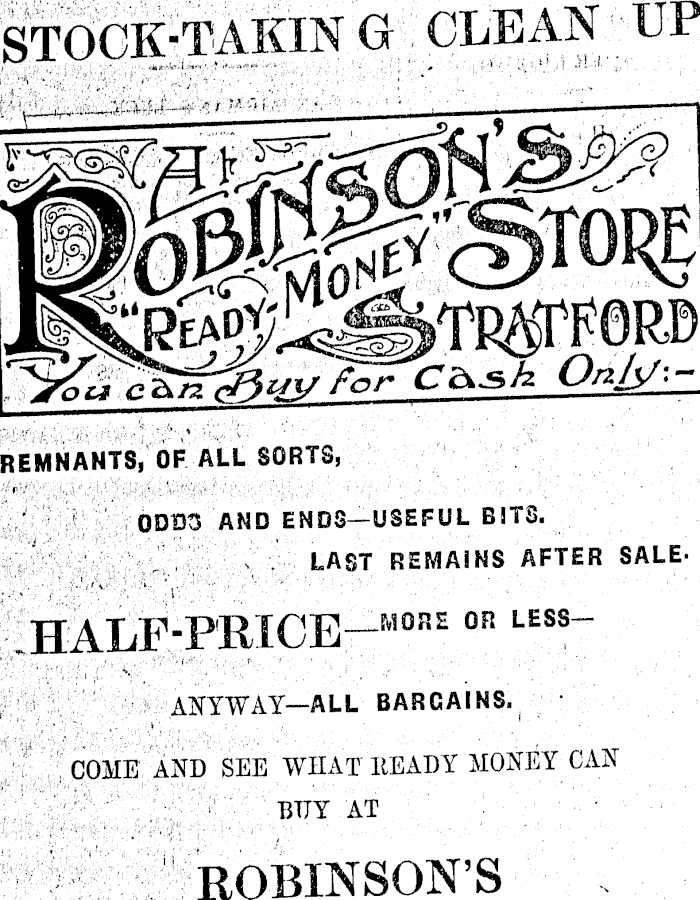 STOCK-TAKING CLEAN UP
At
ROBINSON'S
"READY-MONEY" STORE
STRATFORD
You can Buy for Cash Only:-
REMNANTS, OF ALL SORTS,
ODDS AND ENDS—USEFUL BITS.
LAST REMAINS AFTER SALE.
HALF-PRICE—MORE OR LESS—
ANYWAY—ALL BARGAINS.
COME AND SEE WHAT READY MONEY CAN
BUY AT
ROBINSON'S